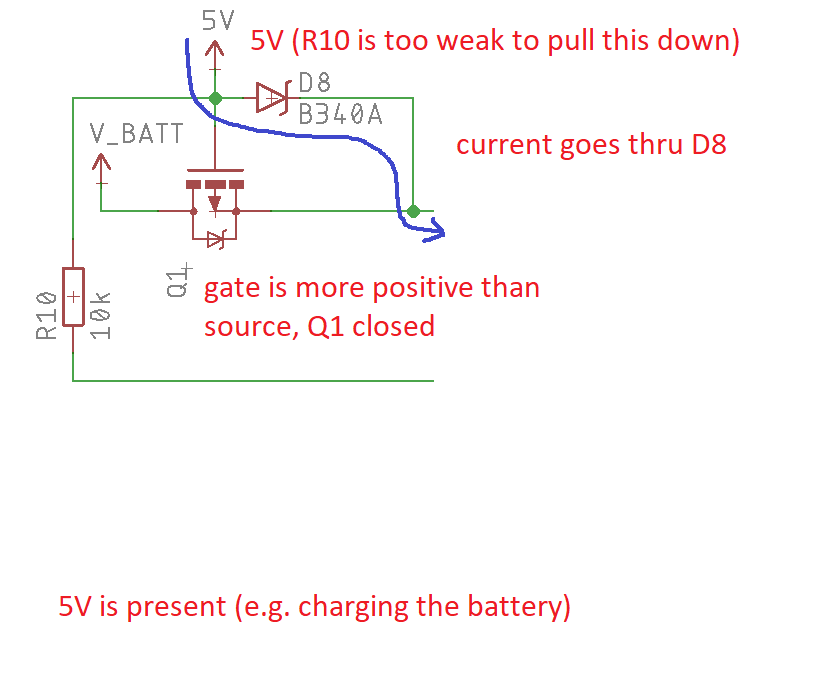 5V
5V (R10 is too weak to pull this down)
D8
B340A
V_BATT
current goes thru D8
Q1
gate is more positive than
source, Q1 closed
R10
10k
5V is present (e.g. charging the battery)